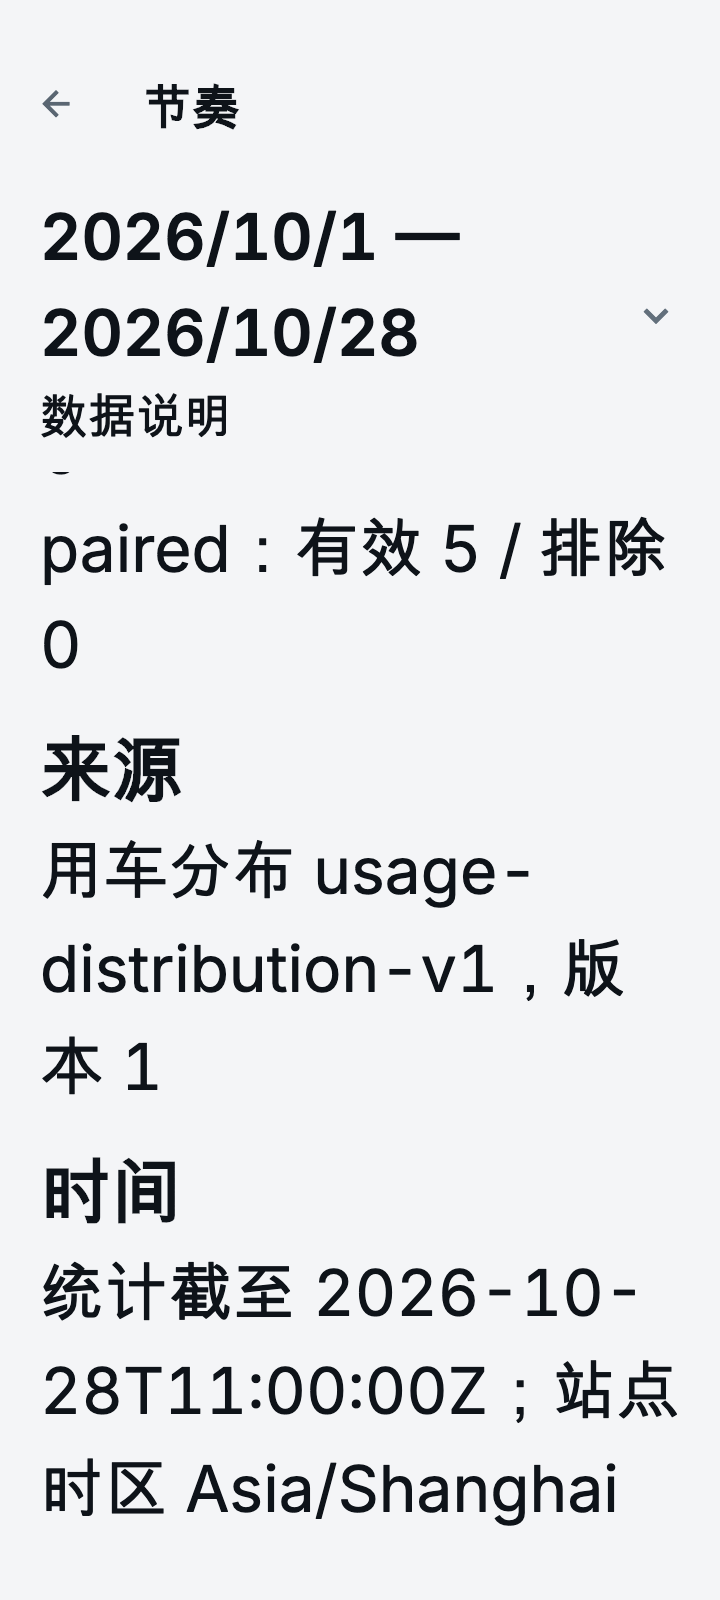 节奏
2026/10/1 —
2026/10/28
数据说明
paired：有效 5 / 排除
0
来源
用车分布 usage-
distribution-v1，版
本 1
时间
统计截至 2026-10-
28T11:00:00Z；站点
时区 Asia/Shanghai